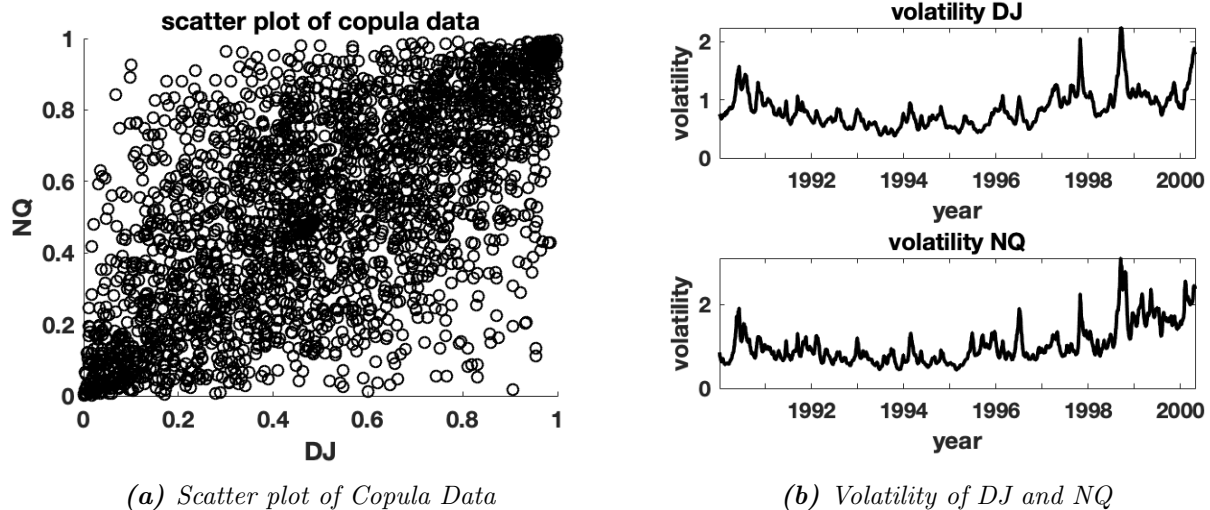 scatter plot of copula data
1
0.8
0.6
0.4
0.2
0
NQ
0 0.2 0.4 0.6 0.8 1
DJ
(a) Scatter plot of Copula Data
volatility DJ
2
1
0
volatility
1992 1994 1996 1998 2000
year
volatility NQ
2
0
volatility
1992 1994 1996 1998 2000
year
(b) Volatility of DJ and NQ